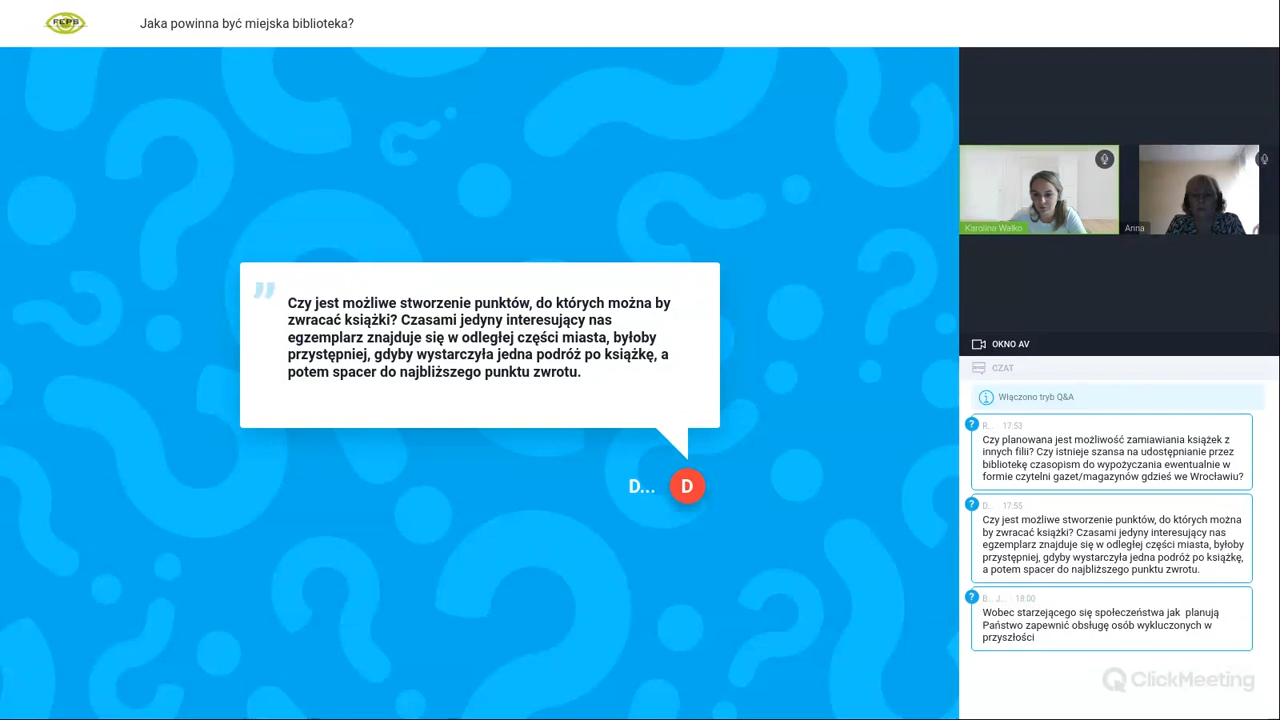 FEPS
Jaka powinna być miejska biblioteka?
”
Czy jest możliwe stworzenie punktów, do których można by
zwracać książki? Czasami jedyny interesujący nas
egzemplarz znajduje się w odległej części miasta, byłoby
przystępniej, gdyby wystarczyła jedna podróż po książkę, a
potem spacer do najbliższego punktu zwrotu.
D... D
Karolina Walko
Anna
OKNO AV
CZAT
Włączono tryb Q&A
? R... 17:53
Czy planowana jest możliwość zamiawiania książek z
innych filii? Czy istnieje szansa na udostępnianie przez
bibliotekę czasopism do wypożyczania ewentualnie w
formie czytelni gazet/magazynów gdzieś we Wrocławiu?
? D... 17:55
Czy jest możliwe stworzenie punktów, do których można
by zwracać książki? Czasami jedyny interesujący nas
egzemplarz znajduje się w odległej części miasta, byłoby
przystępniej, gdyby wystarczyła jedna podróż po książkę,
a potem spacer do najbliższego punktu zwrotu.
? B... J... 18:00
Wobec starzejącego się społeczeństwa jak planują
Państwo zapewnić obsługę osób wykluczonych w
przyszłości
ClickMeeting